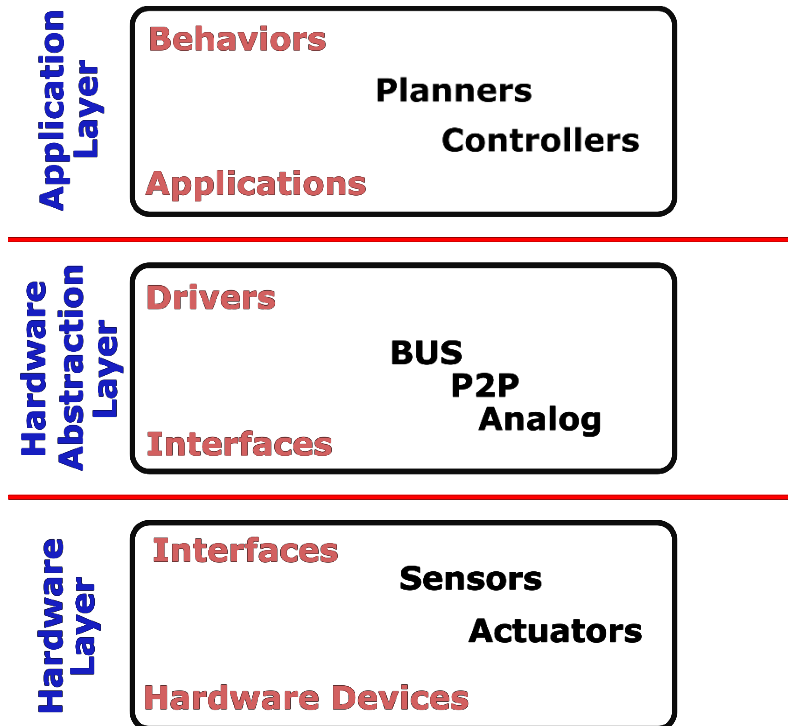 Application
Layer
Behaviors
Planners
Controllers
Applications
Hardware
Abstraction
Layer
Drivers
BUS
P2P
Analog
Interfaces
Hardware
Layer
Interfaces
Sensors
Actuators
Hardware Devices